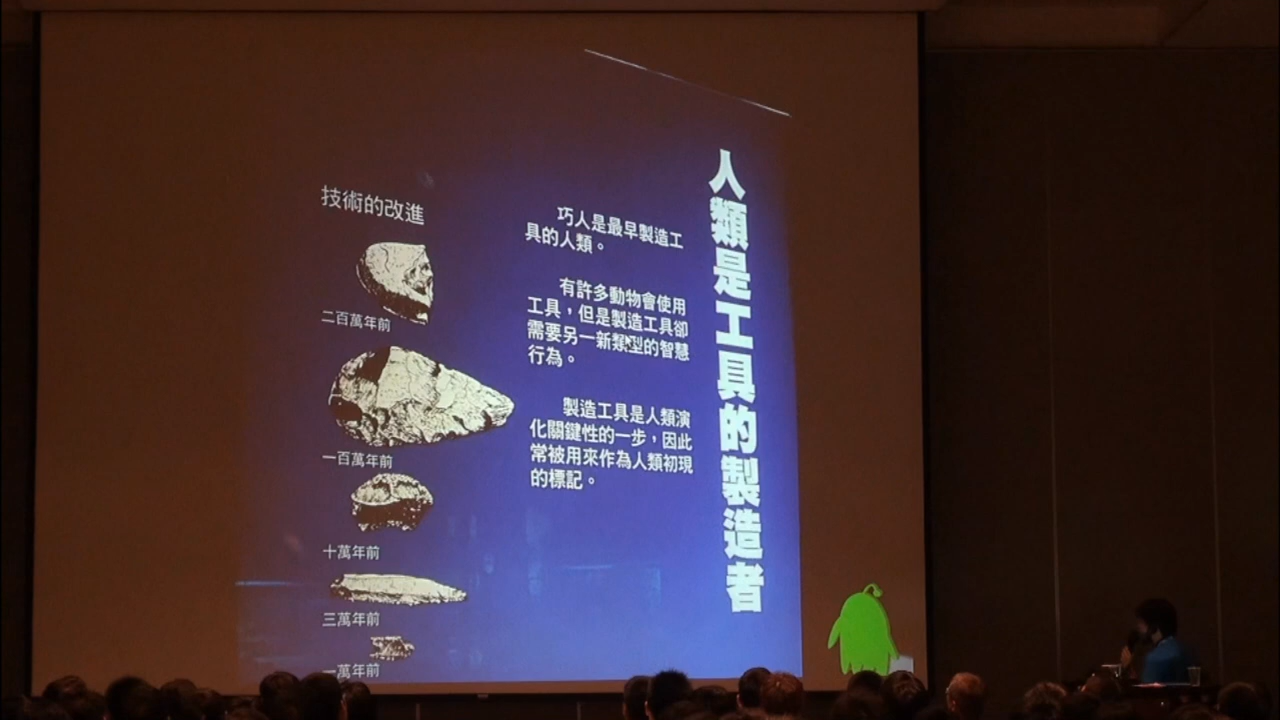 人類是工具的製造者
巧人是最早製造工
具的人類。
有許多動物會使用
工具，但是製造工具卻
需要另一新類型的智慧
行為。
製造工具是人類演
化關鍵性的一步，因此
常被用來作為人類初現
的標記。
技術的改進
二百萬年前
一百萬年前
十萬年前
三萬年前
一萬年前